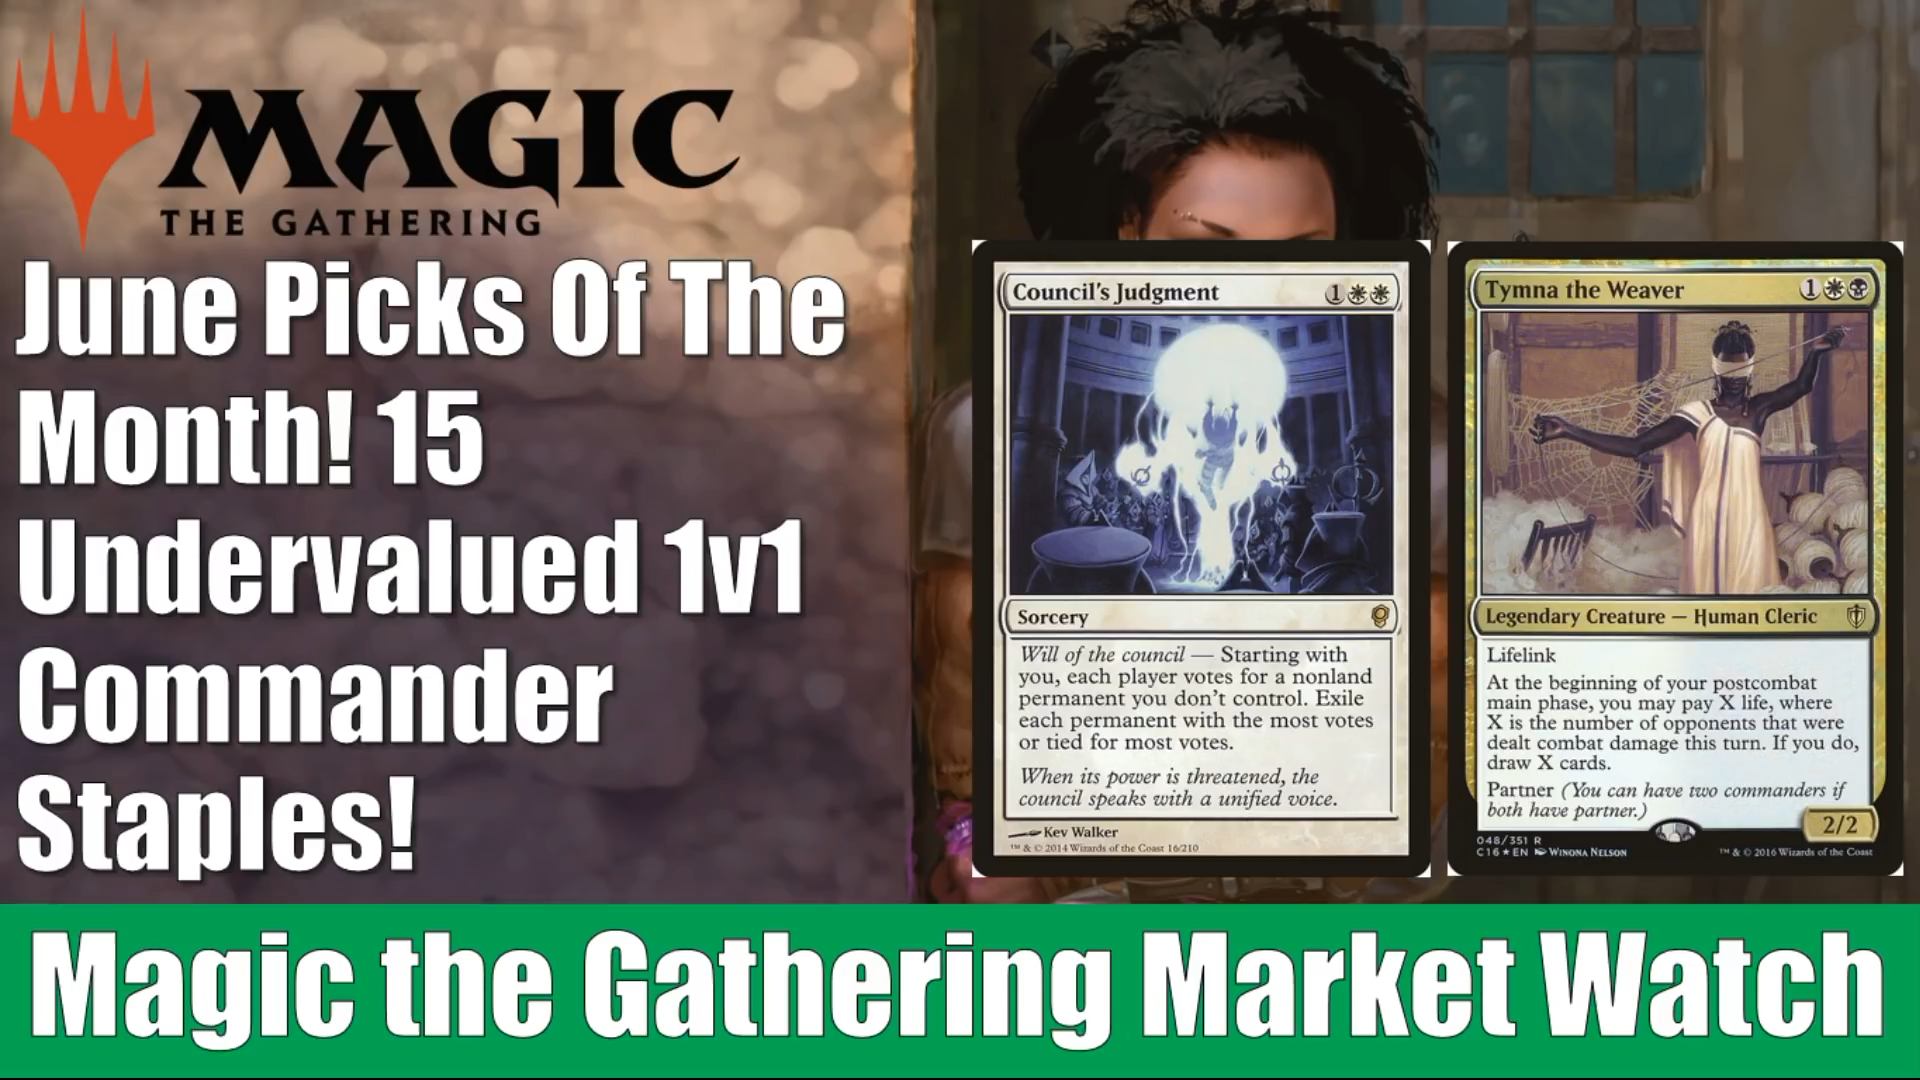 MAGIC
THE GATHERING
June Picks Of The
Month! 15
Undervalued 1v1
Commander
Staples!
Council's Judgment 1
Sorcery
Will of the council — Starting with
you, each player votes for a nonland
permanent you don't control. Exile
each permanent with the most votes
or tied for most votes.
When its power is threatened, the
council speaks with a unified voice.
Kev Walker
™ & © 2014 Wizards of the Coast 16/210
Tymna the Weaver 1
Legendary Creature — Human Cleric
Lifelink
At the beginning of your postcombat
main phase, you may pay X life, where
X is the number of opponents that were
dealt combat damage this turn. If you do,
draw X cards.
Partner (You can have two commanders if
both have partner.)
2/2
048/351 R
C16★EN Winona Nelson
™ & © 2016 Wizards of the Coast
Magic the Gathering Market Watch